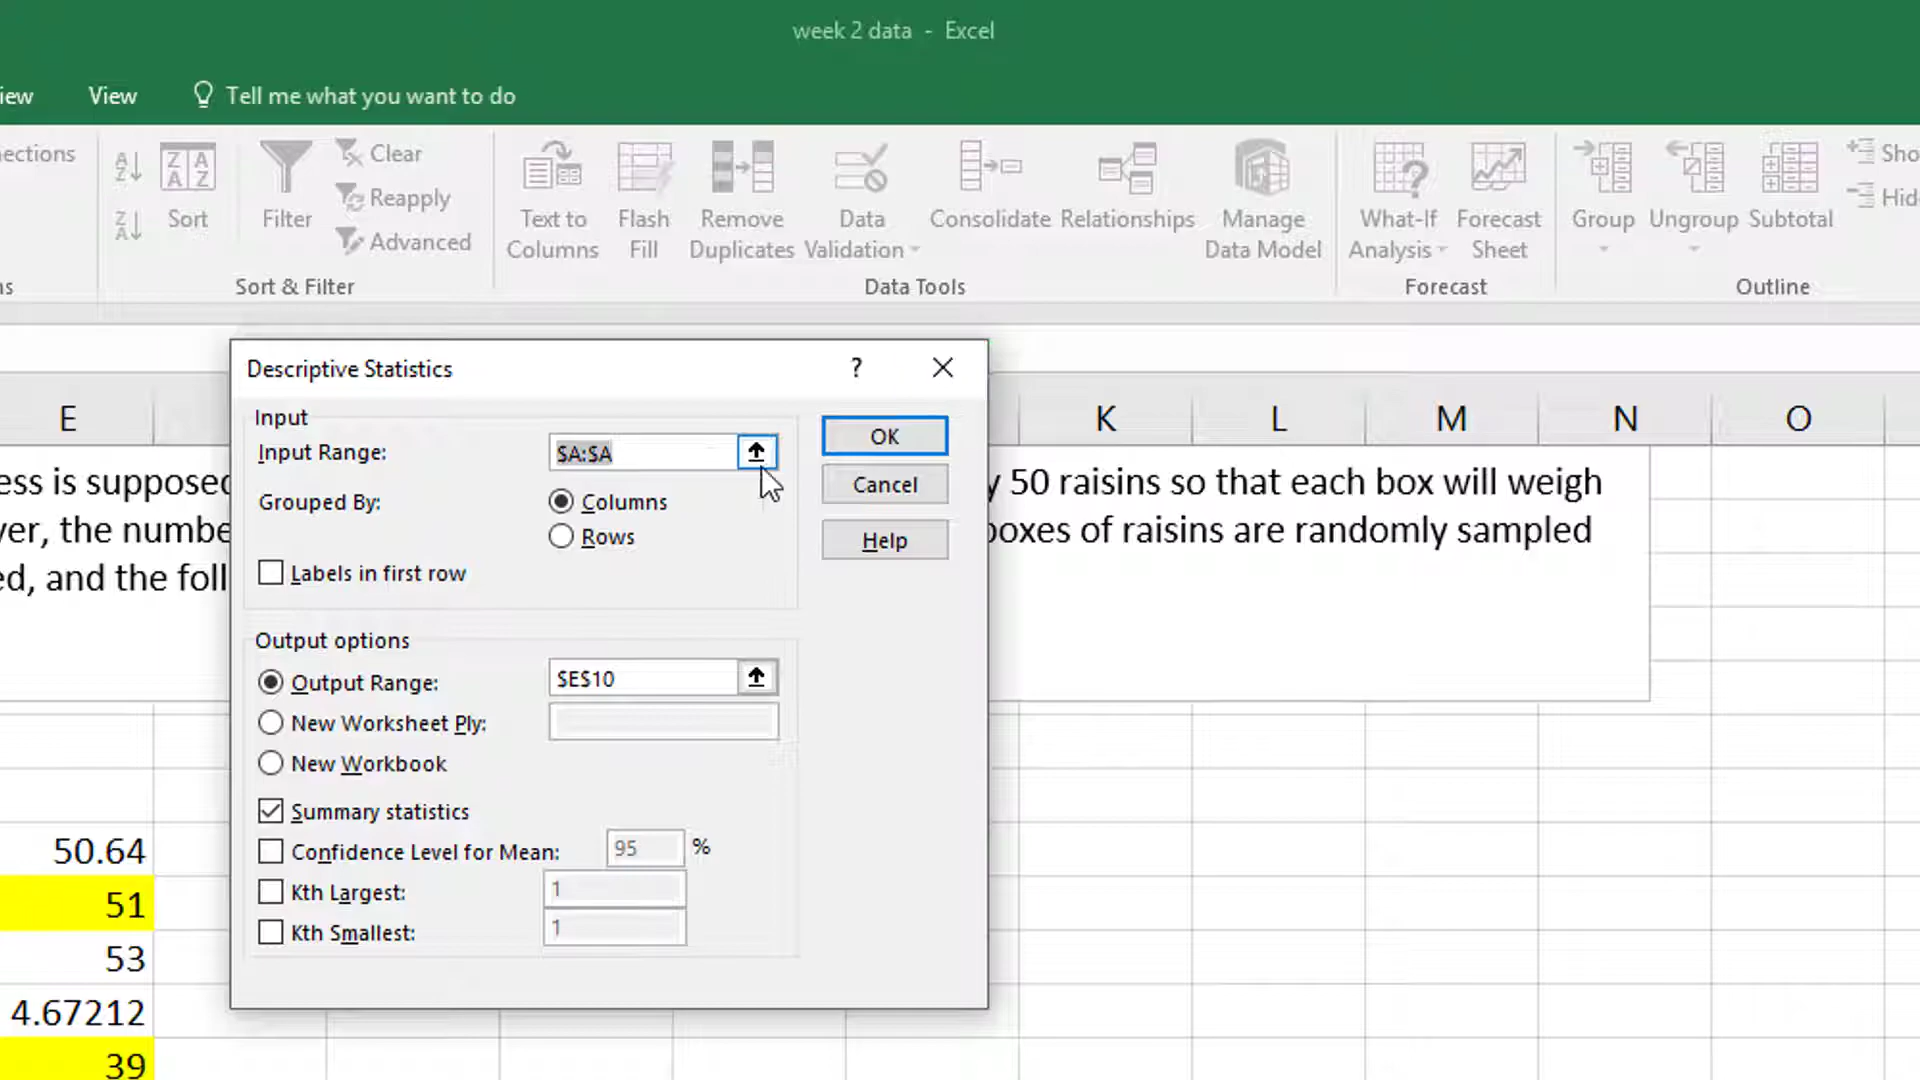 week 2 data - Excel
iew View Tell me what you want to do
ections Clear Sho
Reapply Hid
Advanced
Sort Filter Text to Columns Flash Fill Remove Duplicates Data Validation Consolidate Relationships Manage Data Model What-If Analysis Forecast Sheet Group Ungroup Subtotal
s Sort & Filter Data Tools Forecast Outline
Descriptive Statistics ?
E K L M N O
ess is supposed y 50 raisins so that each box will weigh
ver, the numbe boxes of raisins are randomly sampled
ed, and the foll
Input
Input Range: $A:$A OK
Cancel
Grouped By: Columns
Rows Help
Labels in first row
Output options
Output Range: $E$10
New Worksheet Ply:
New Workbook
Summary statistics
Confidence Level for Mean: 95 %
Kth Largest: 1
Kth Smallest: 1
50.64
51
53
4.67212
39